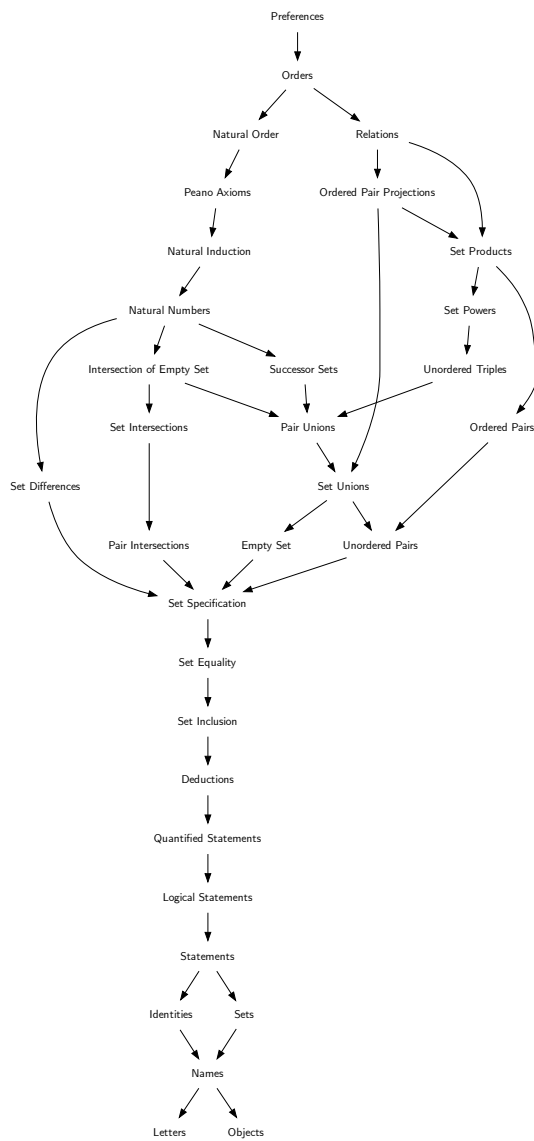 Preferences
Orders
Natural Order
Relations
Peano Axioms
Ordered Pair Projections
Natural Induction
Set Products
Natural Numbers
Set Powers
Intersection of Empty Set
Successor Sets
Unordered Triples
Set Intersections
Pair Unions
Ordered Pairs
Set Differences
Set Unions
Pair Intersections
Empty Set
Unordered Pairs
Set Specification
Set Equality
Set Inclusion
Deductions
Quantified Statements
Logical Statements
Statements
Identities
Sets
Names
Letters
Objects